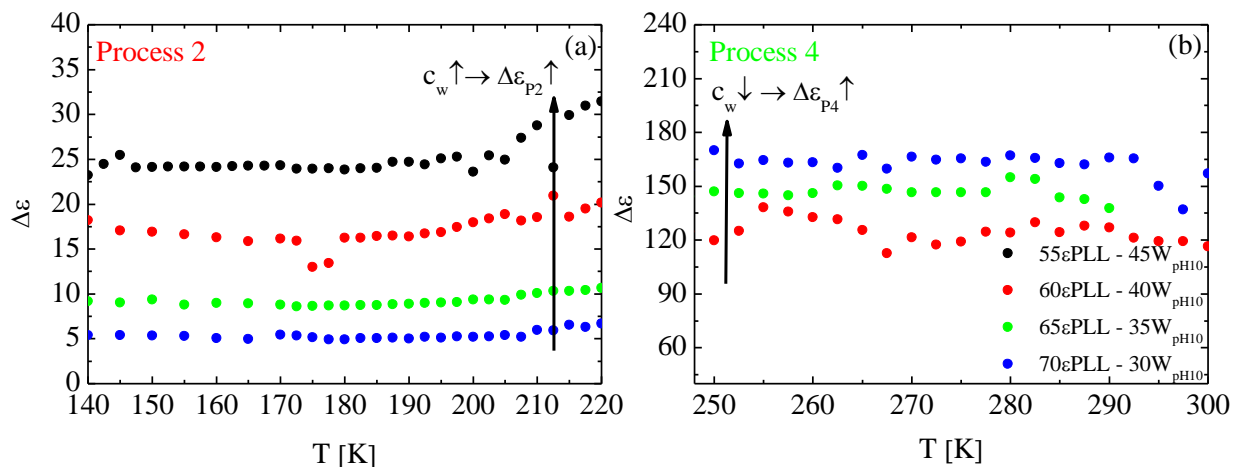 Process 2
(a)
c_w ↑ → Δε_P2 ↑
Δε
40
35
30
25
20
15
10
5
0
140 150 160 170 180 190 200 210 220
T [K]
Process 4
(b)
c_w ↓ → Δε_P4 ↑
Δε
240
210
180
150
120
90
60
55εPLL - 45W_pH10
60εPLL - 40W_pH10
65εPLL - 35W_pH10
70εPLL - 30W_pH10
250 260 270 280 290 300
T [K]